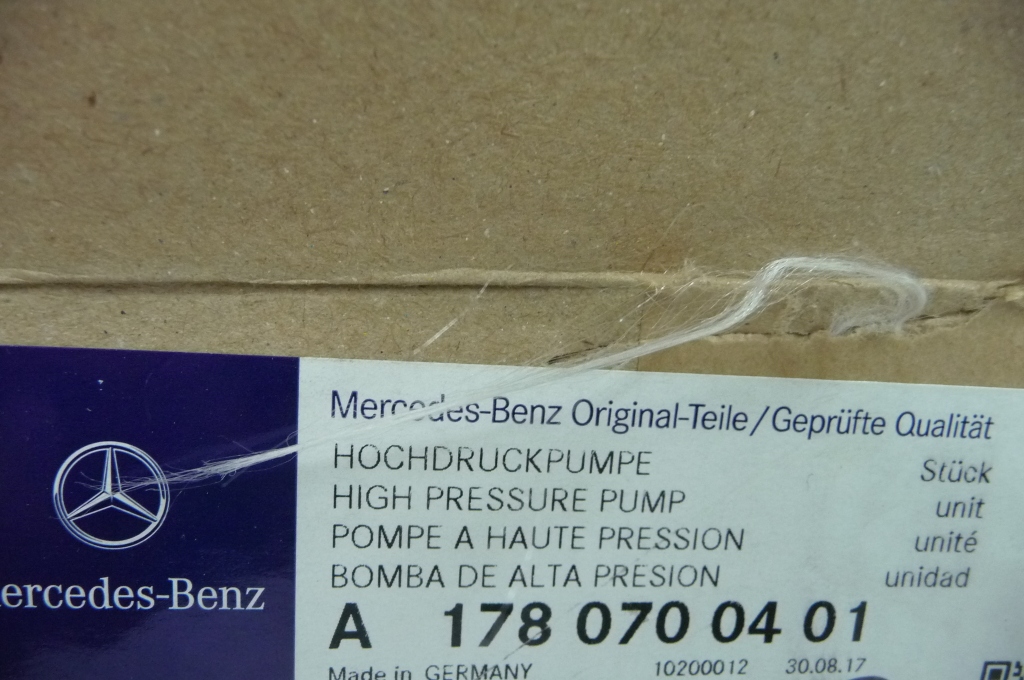 Mercedes-Benz Original-Teile/Geprüfte Qualität
HOCHDRUCKPUMPE Stück
HIGH PRESSURE PUMP unit
POMPE A HAUTE PRESSION unité
BOMBA DE ALTA PRESION unidad
ercedes-Benz
A 178 070 04 01
Made in GERMANY 10200012 30.08.17